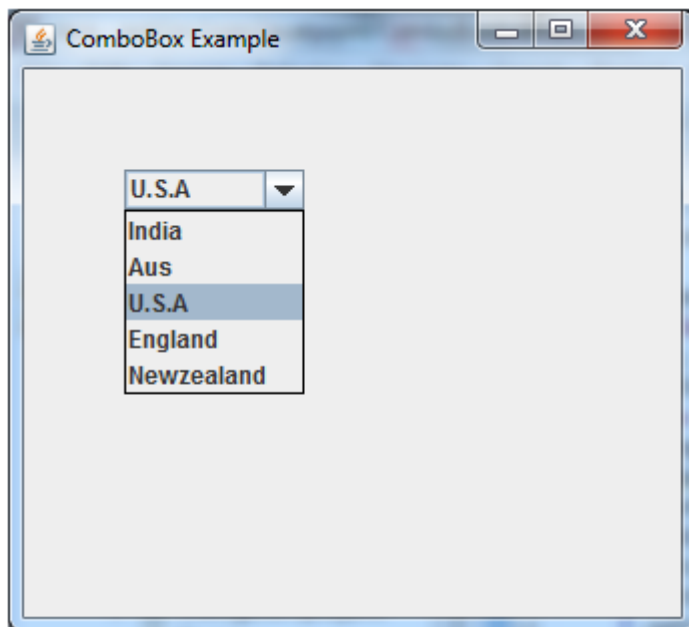 ComboBox Example
U.S.A
India
Aus
U.S.A
England
Newzealand